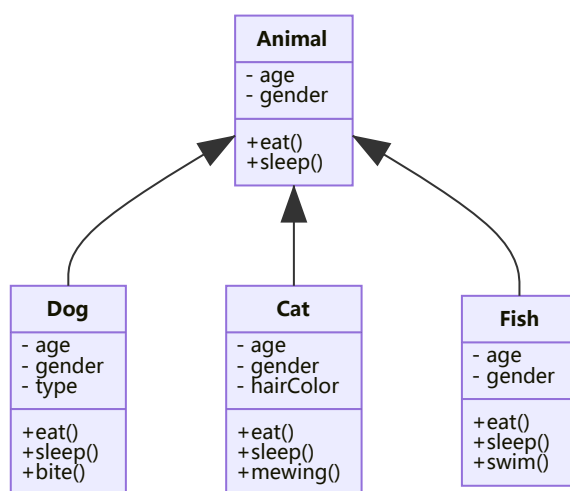 Animal
- age
- gender
+eat()
+sleep()
Dog
- age
- gender
- type
+eat()
+sleep()
+bite()
Cat
- age
- gender
- hairColor
+eat()
+sleep()
+mewing()
Fish
- age
- gender
+eat()
+sleep()
+swim()